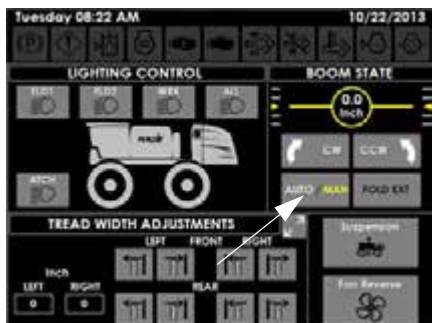 Tuesday 08:22 AM 10/22/2013
(P)
LIGHTING CONTROL
BOOM STATE
FLDT FLDT WRK ALL
0.0
Inch
CW CCW
ATCH
AUTO MAN FOLD EXT
TREAD WIDTH ADJUSTMENTS
LEFT FRONT RIGHT
Suspension
Inch
LEFT RIGHT
REAR
0 0
Fan Reverse